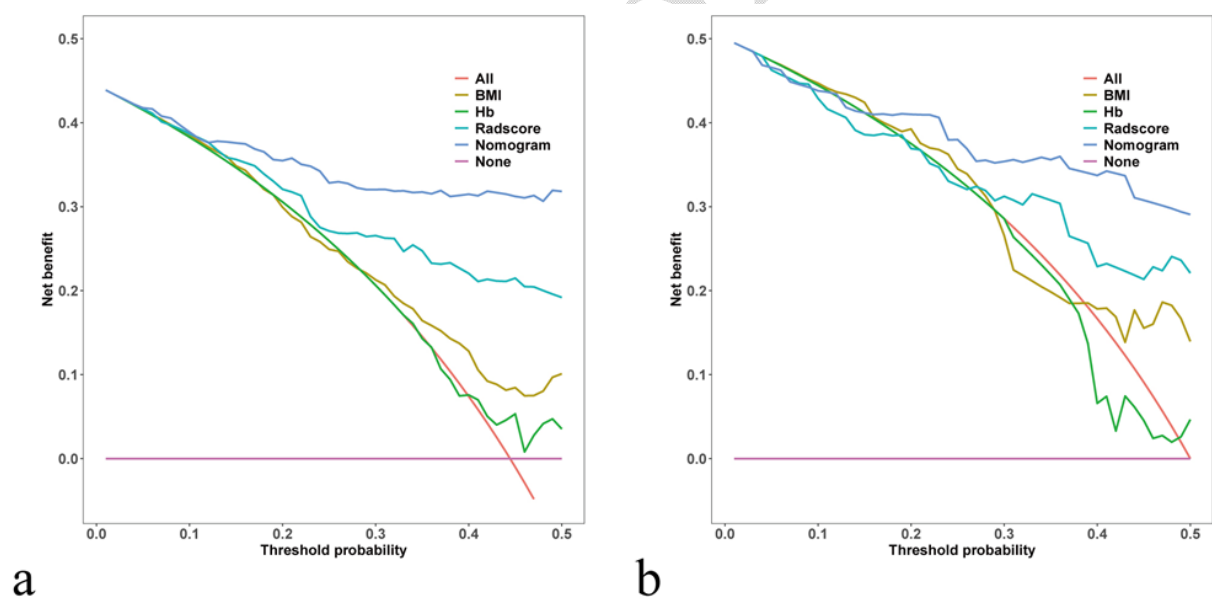 0.5
0.4
0.3
0.2
0.1
0.0
Net benefit
All
BMI
Hb
Radscore
Nomogram
None
0.0 0.1 0.2 0.3 0.4 0.5
Threshold probability
a
0.5
0.4
0.3
0.2
0.1
0.0
Net benefit
All
BMI
Hb
Radscore
Nomogram
None
0.0 0.1 0.2 0.3 0.4 0.5
Threshold probability
b